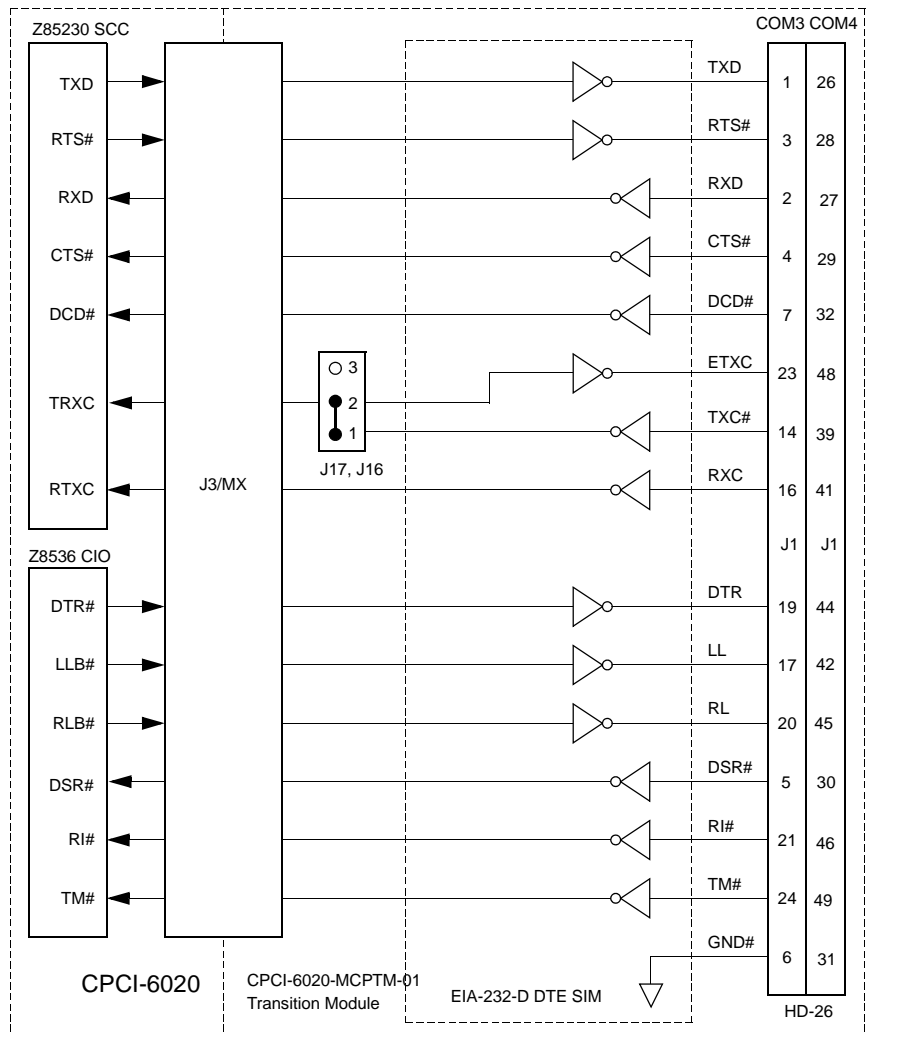 Z85230 SCC
COM3 COM4
TXD
TXD
1
26
RTS#
RTS#
3
28
RXD
RXD
2
27
CTS#
CTS#
4
29
DCD#
DCD#
7
32
3
ETXC
23
48
TRXC
2
TXC#
1
14
39
J17, J16
RTXC
J3/MX
RXC
16
41
J1
J1
Z8536 CIO
DTR#
DTR
19
44
LLB#
LL
17
42
RLB#
RL
20
45
DSR#
DSR#
5
30
RI#
RI#
21
46
TM#
TM#
24
49
GND#
6
31
CPCI-6020
CPCI-6020-MCPTM-01
Transition Module
EIA-232-D DTE SIM
HD-26